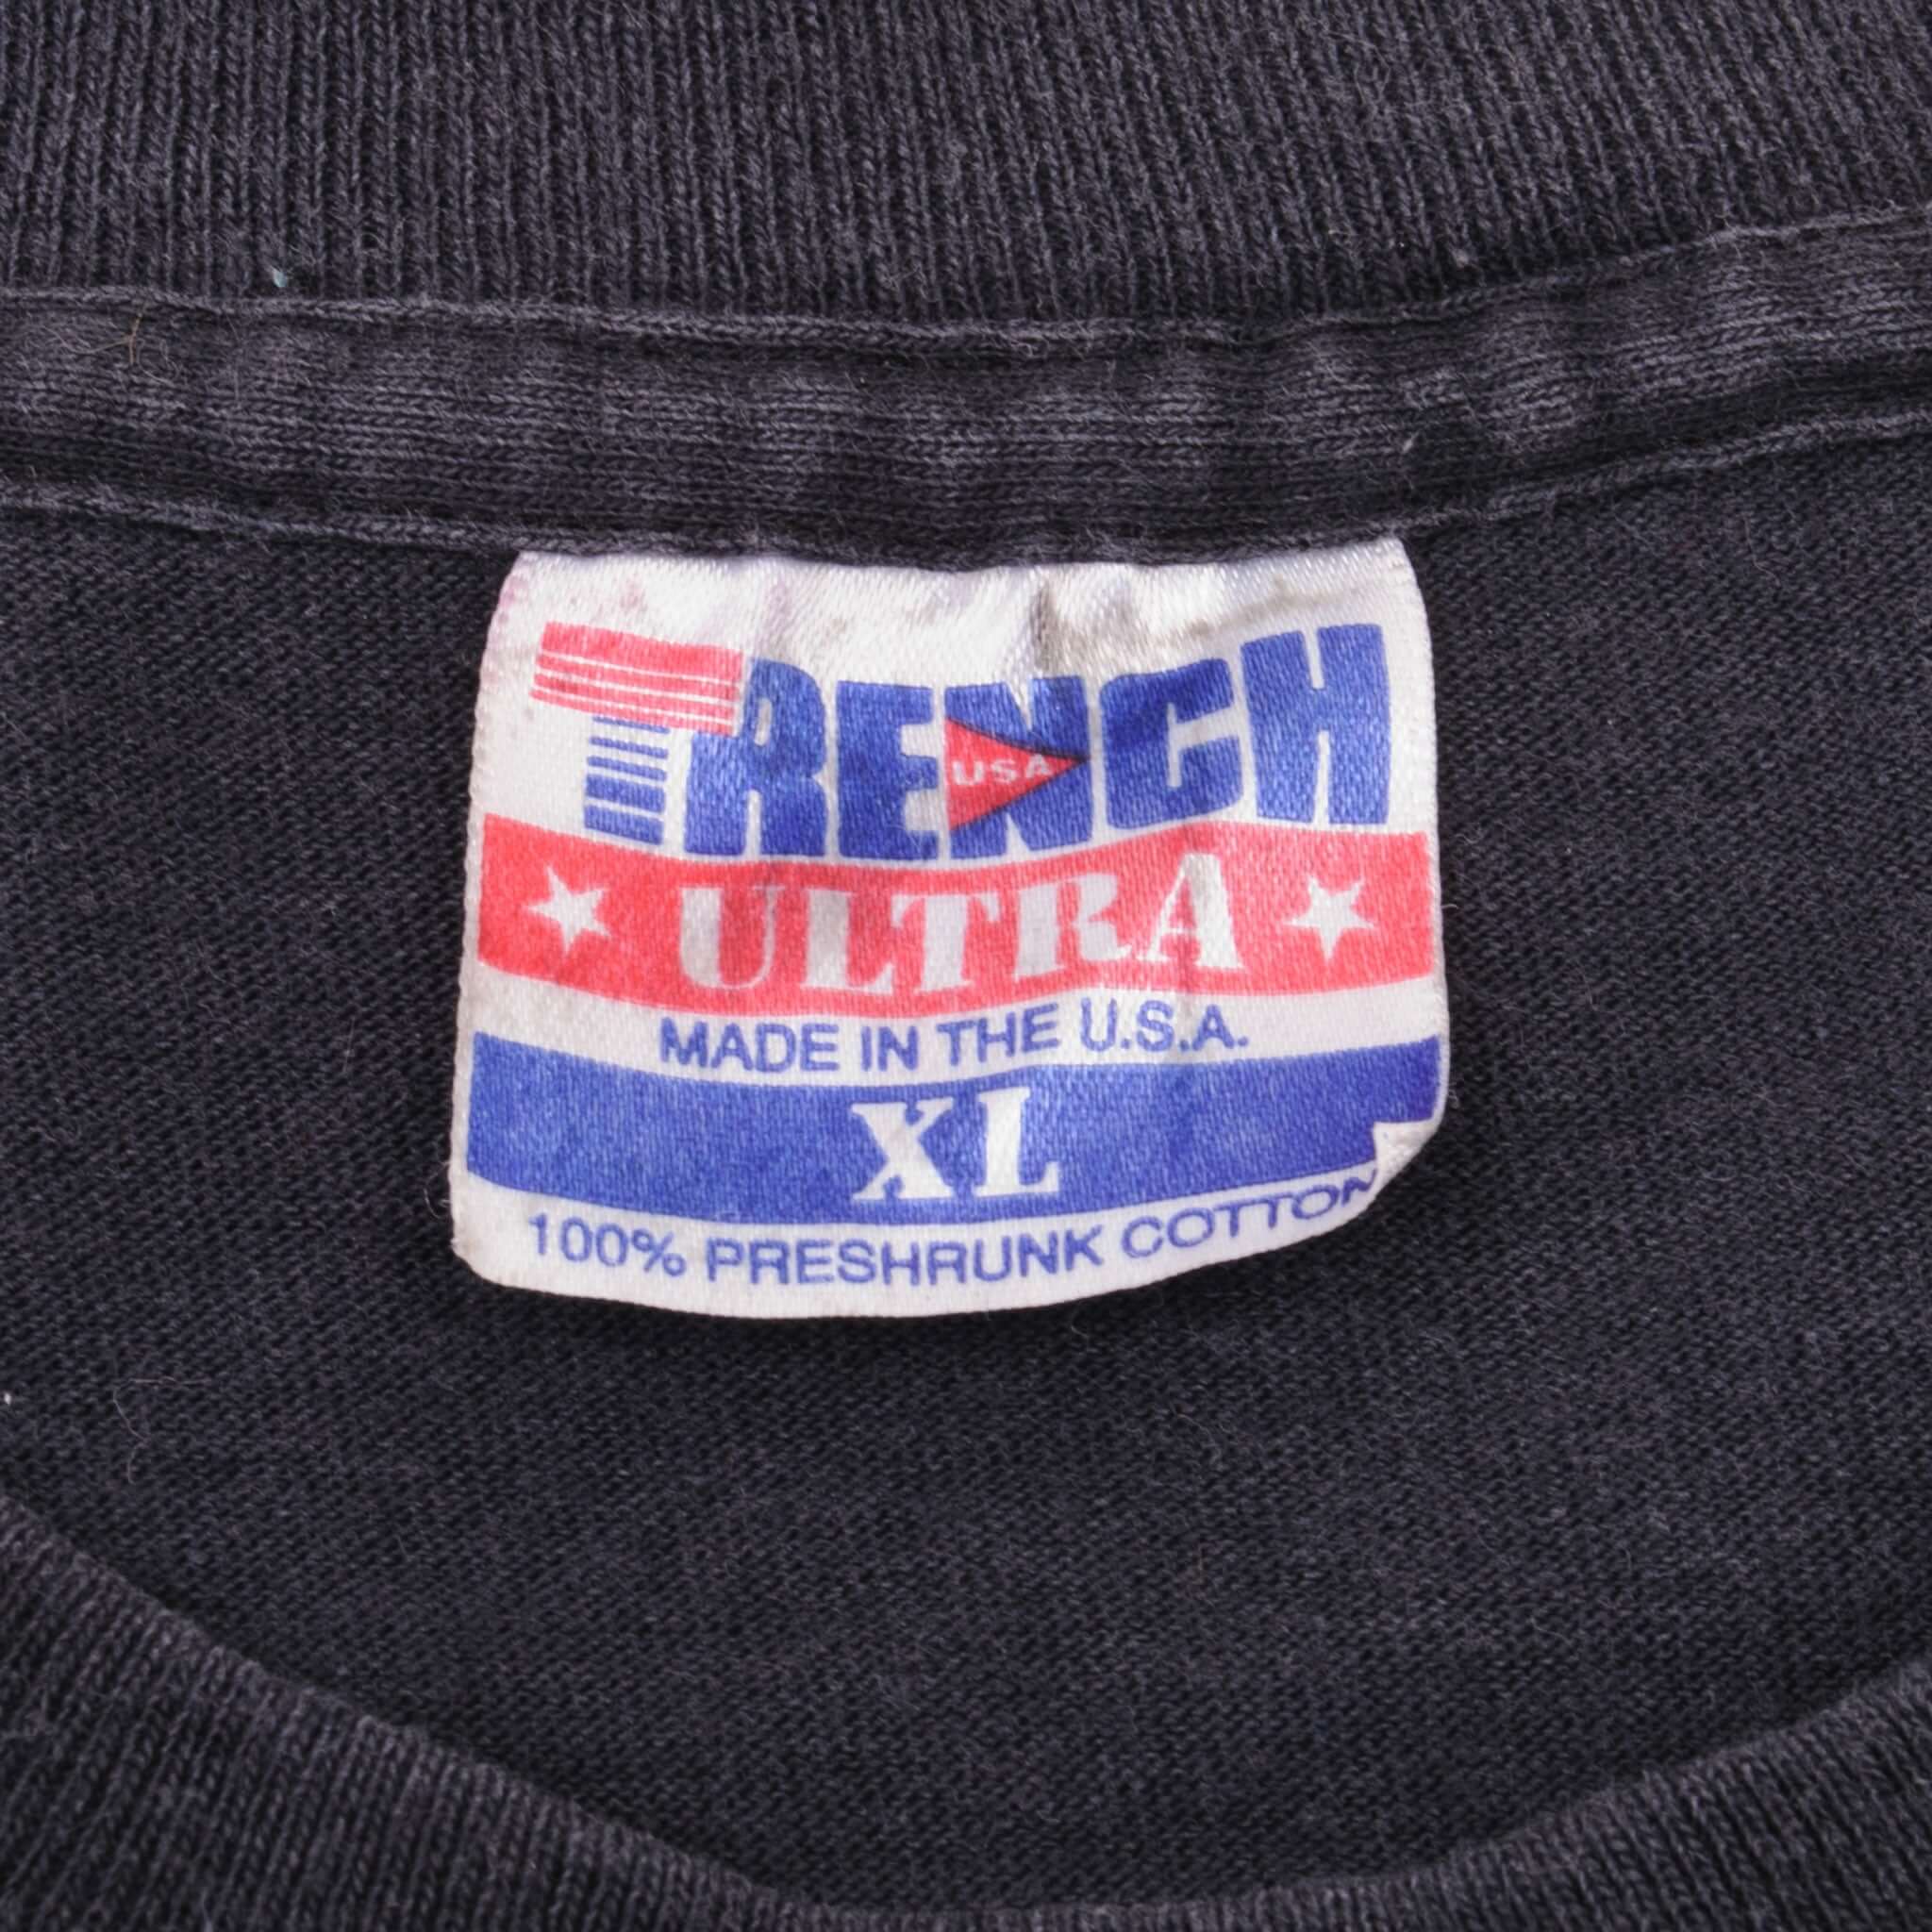 TRENCH
USA
ULTRA
MADE IN THE U.S.A.
XL
100% PRESHRUNK COTTON